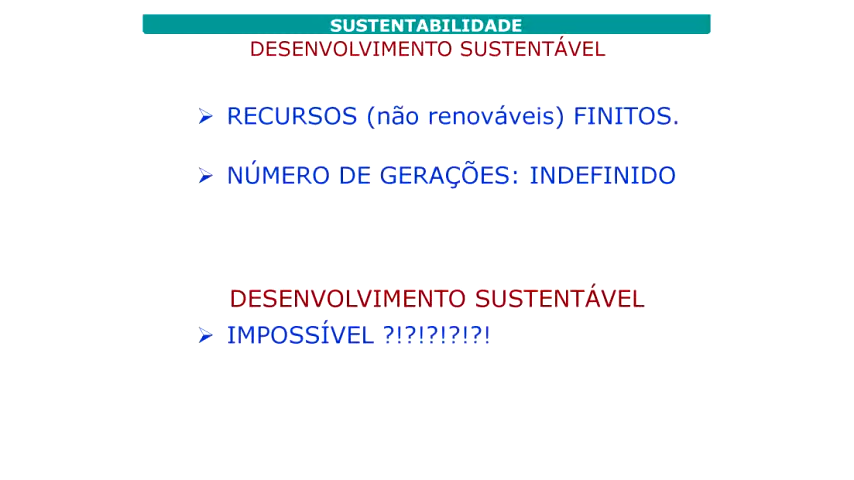 SUSTENTABILIDADE
DESENVOLVIMENTO SUSTENTÁVEL
➢ RECURSOS (não renováveis) FINITOS.
➢ NÚMERO DE GERAÇÕES: INDEFINIDO
DESENVOLVIMENTO SUSTENTÁVEL
➢ IMPOSSÍVEL ?!?!?!?!?!